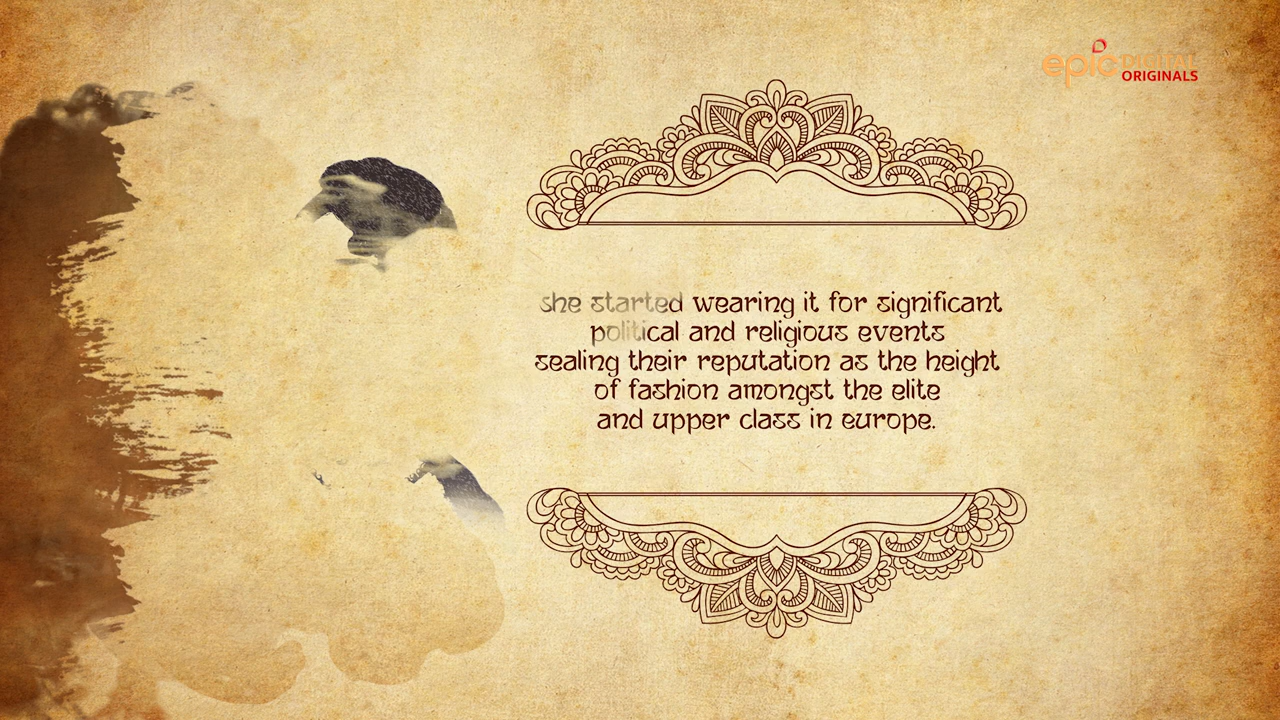 epic DIGITAL
ORIGINALS
she started wearing it for significant
political and religious events
sealing their reputation as the height
of fashion amongst the elite
and upper class in europe.